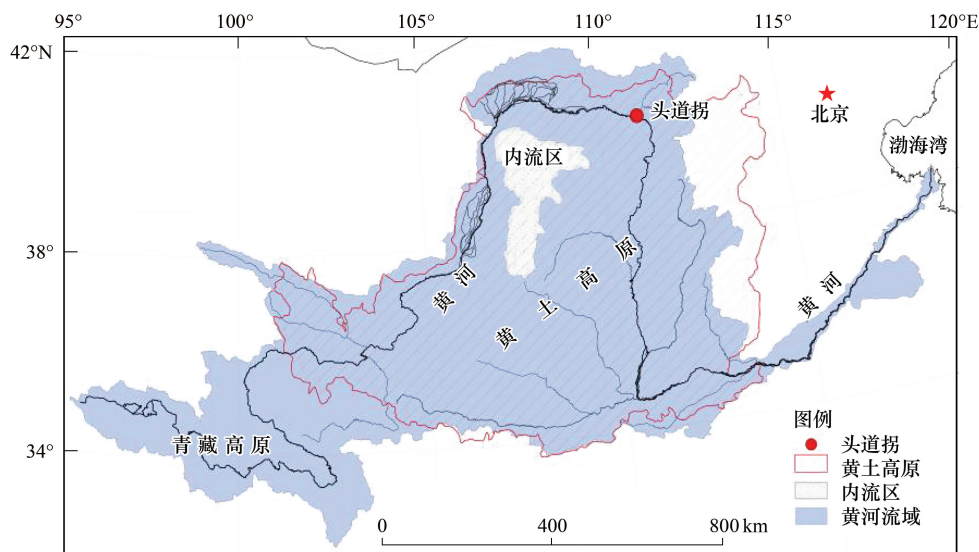 95° 100° 105° 110° 115° 120°E
42°N
头道拐
北京
渤海湾
内流区
38°
黄河
黄土高原
黄河
青藏高原
34°
图例
头道拐
黄土高原
内流区
黄河流域
0 400 800 km